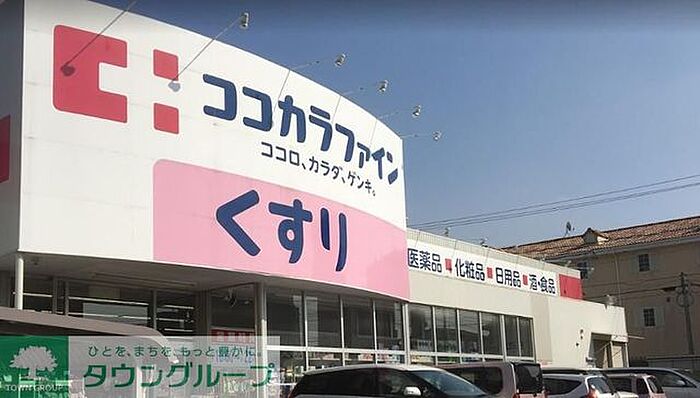 ココカラファイン
ココロ、カラダ、ゲンキ。
くすり
医薬品 化粧品 日用品 酒・食品
ひとを、まちを、もっと豊かに。
タウングループ
TOWN GROUP